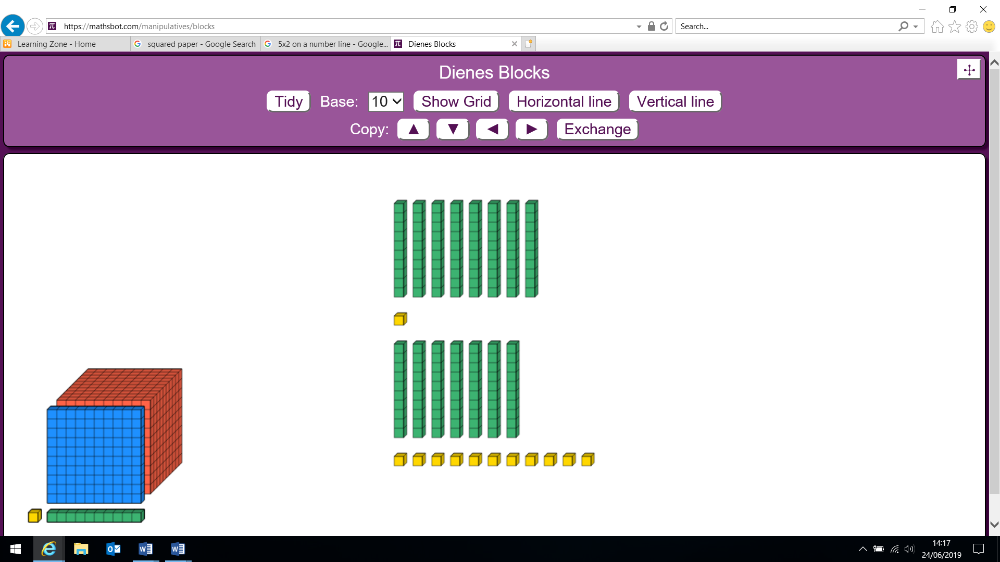 https://mathsbot.com/manipulatives/blocks
Search...
Learning Zone - Home
squared paper - Google Search
5x2 on a number line - Google...
Dienes Blocks
Dienes Blocks
Tidy Base: 10 Show Grid Horizontal line Vertical line
Copy: ▲ ▼ ◀ ▶ Exchange
14:17
24/06/2019